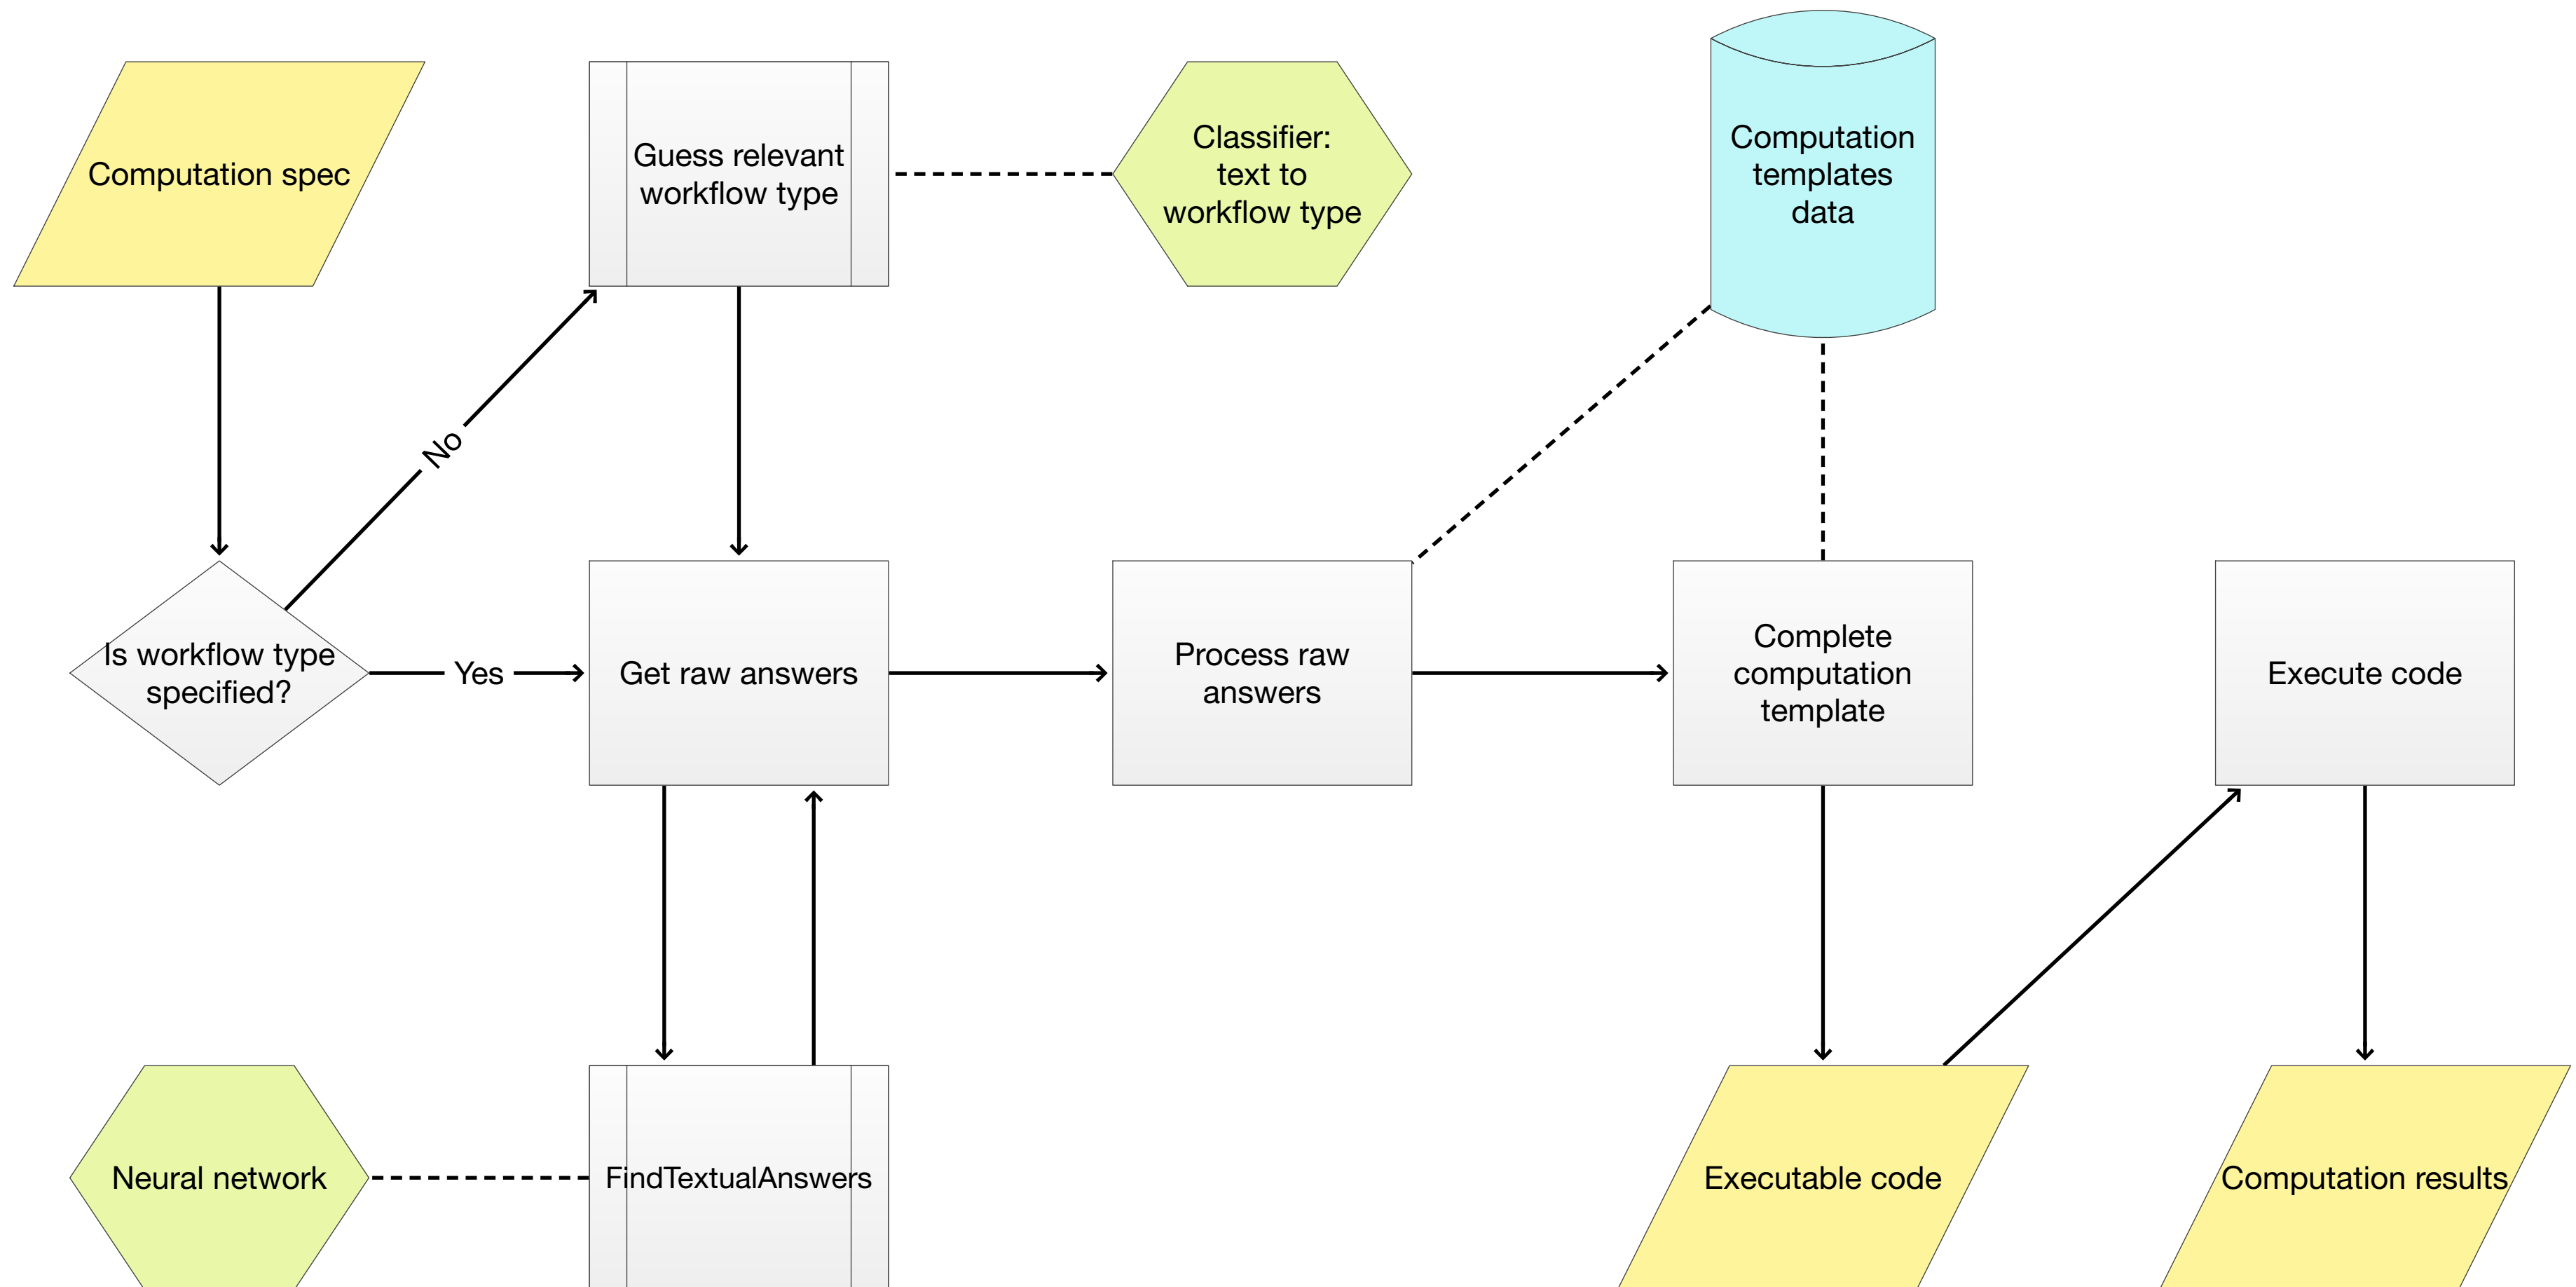 Computation spec
Guess relevant
workflow type
Classifier:
text to
workflow type
Computation
templates
data
No
Is workflow type
specified?
Yes
Get raw answers
Process raw
answers
Complete
computation
template
Execute code
Neural network
FindTextualAnswers
Executable code
Computation results